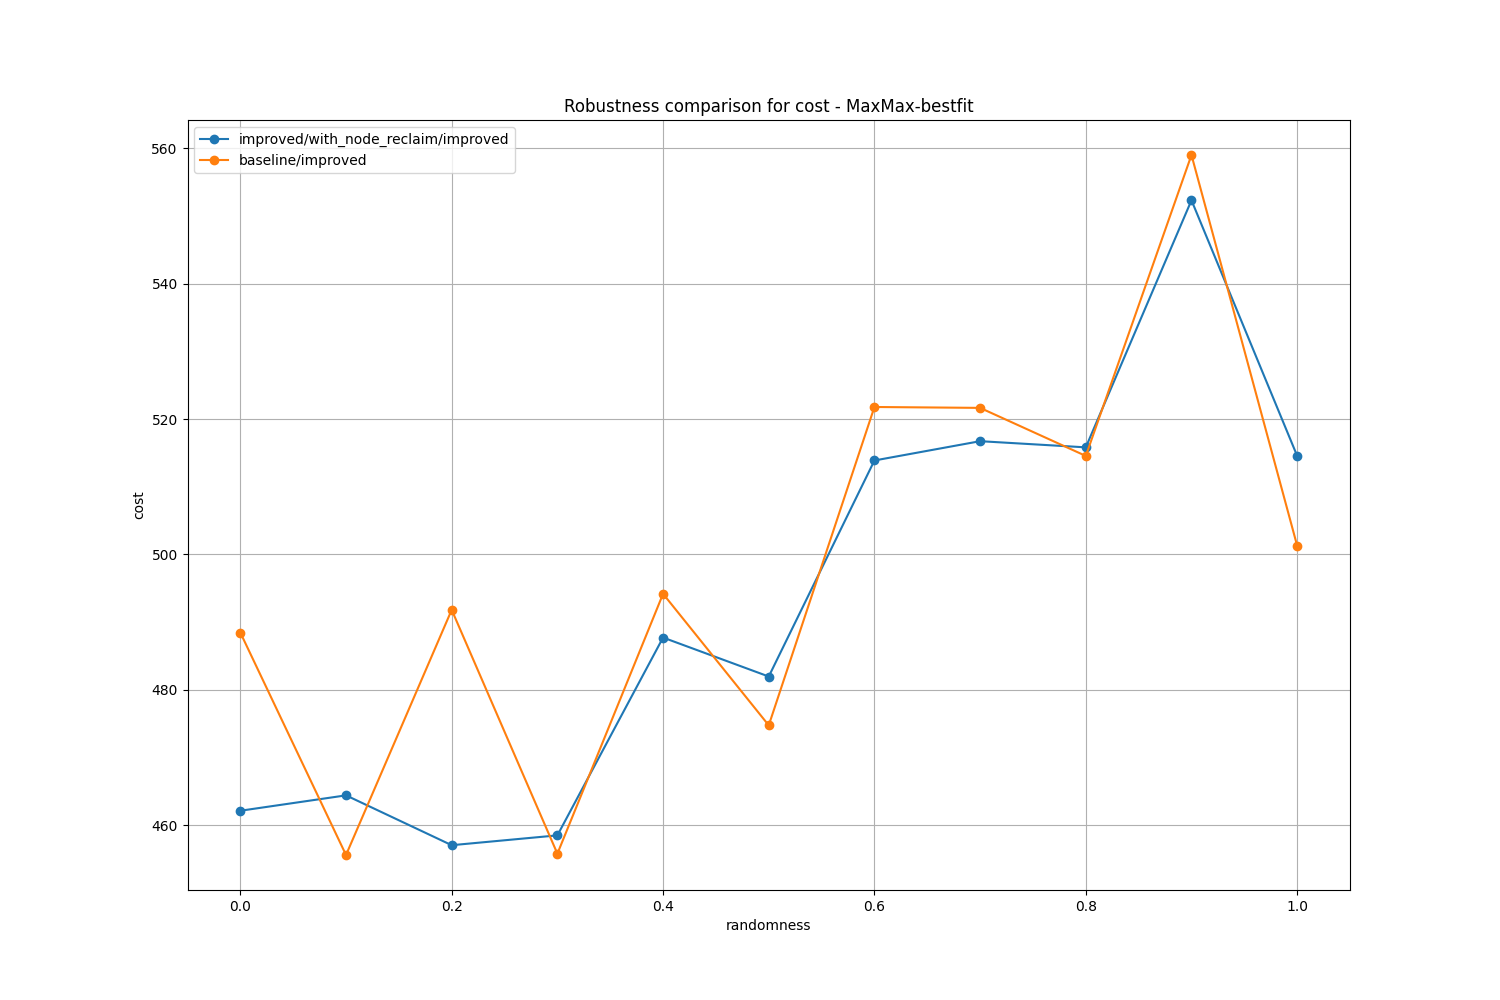 Robustness comparison for cost - MaxMax-bestfit
improved/with_node_reclaim/improved
baseline/improved
560
540
520
500
480
460
cost
0.0 0.2 0.4 0.6 0.8 1.0
randomness